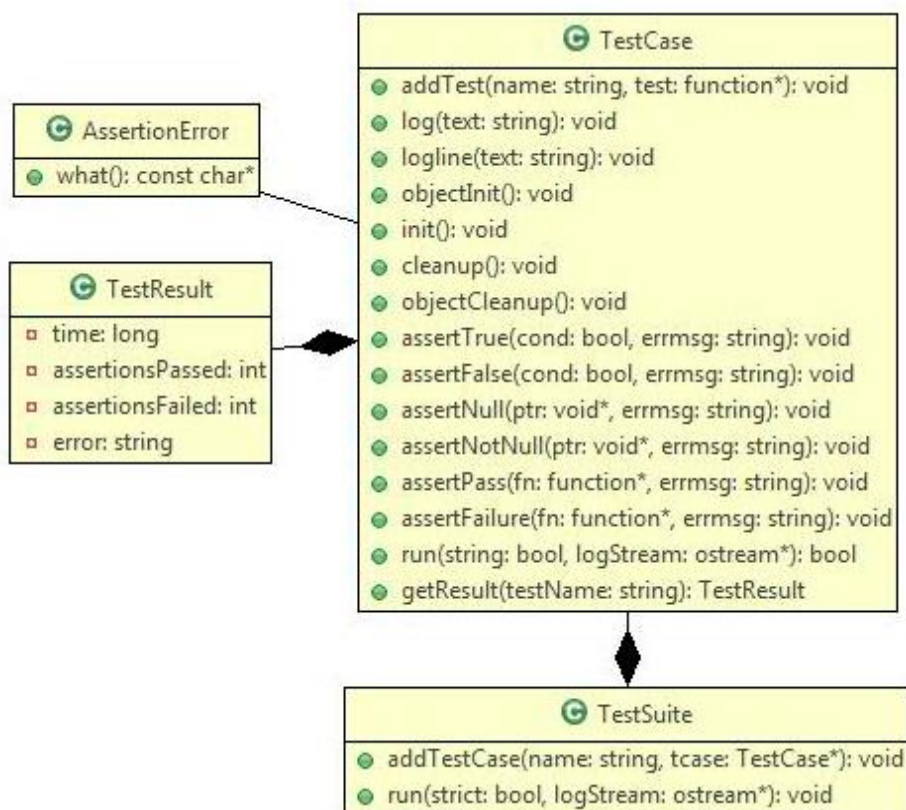 C TestCase
addTest(name: string, test: function*): void
log(text: string): void
logline(text: string): void
objectInit(): void
init(): void
cleanup(): void
objectCleanup(): void
assertTrue(cond: bool, errmsg: string): void
assertFalse(cond: bool, errmsg: string): void
assertNull(ptr: void*, errmsg: string): void
assertNotNull(ptr: void*, errmsg: string): void
assertPass(fn: function*, errmsg: string): void
assertFailure(fn: function*, errmsg: string): void
run(string: bool, logStream: ostream*): bool
getResult(testName: string): TestResult
C AssertionError
what(): const char*
C TestResult
time: long
assertionsPassed: int
assertionsFailed: int
error: string
C TestSuite
addTestCase(name: string, tcase: TestCase*): void
run(strict: bool, logStream: ostream*): void